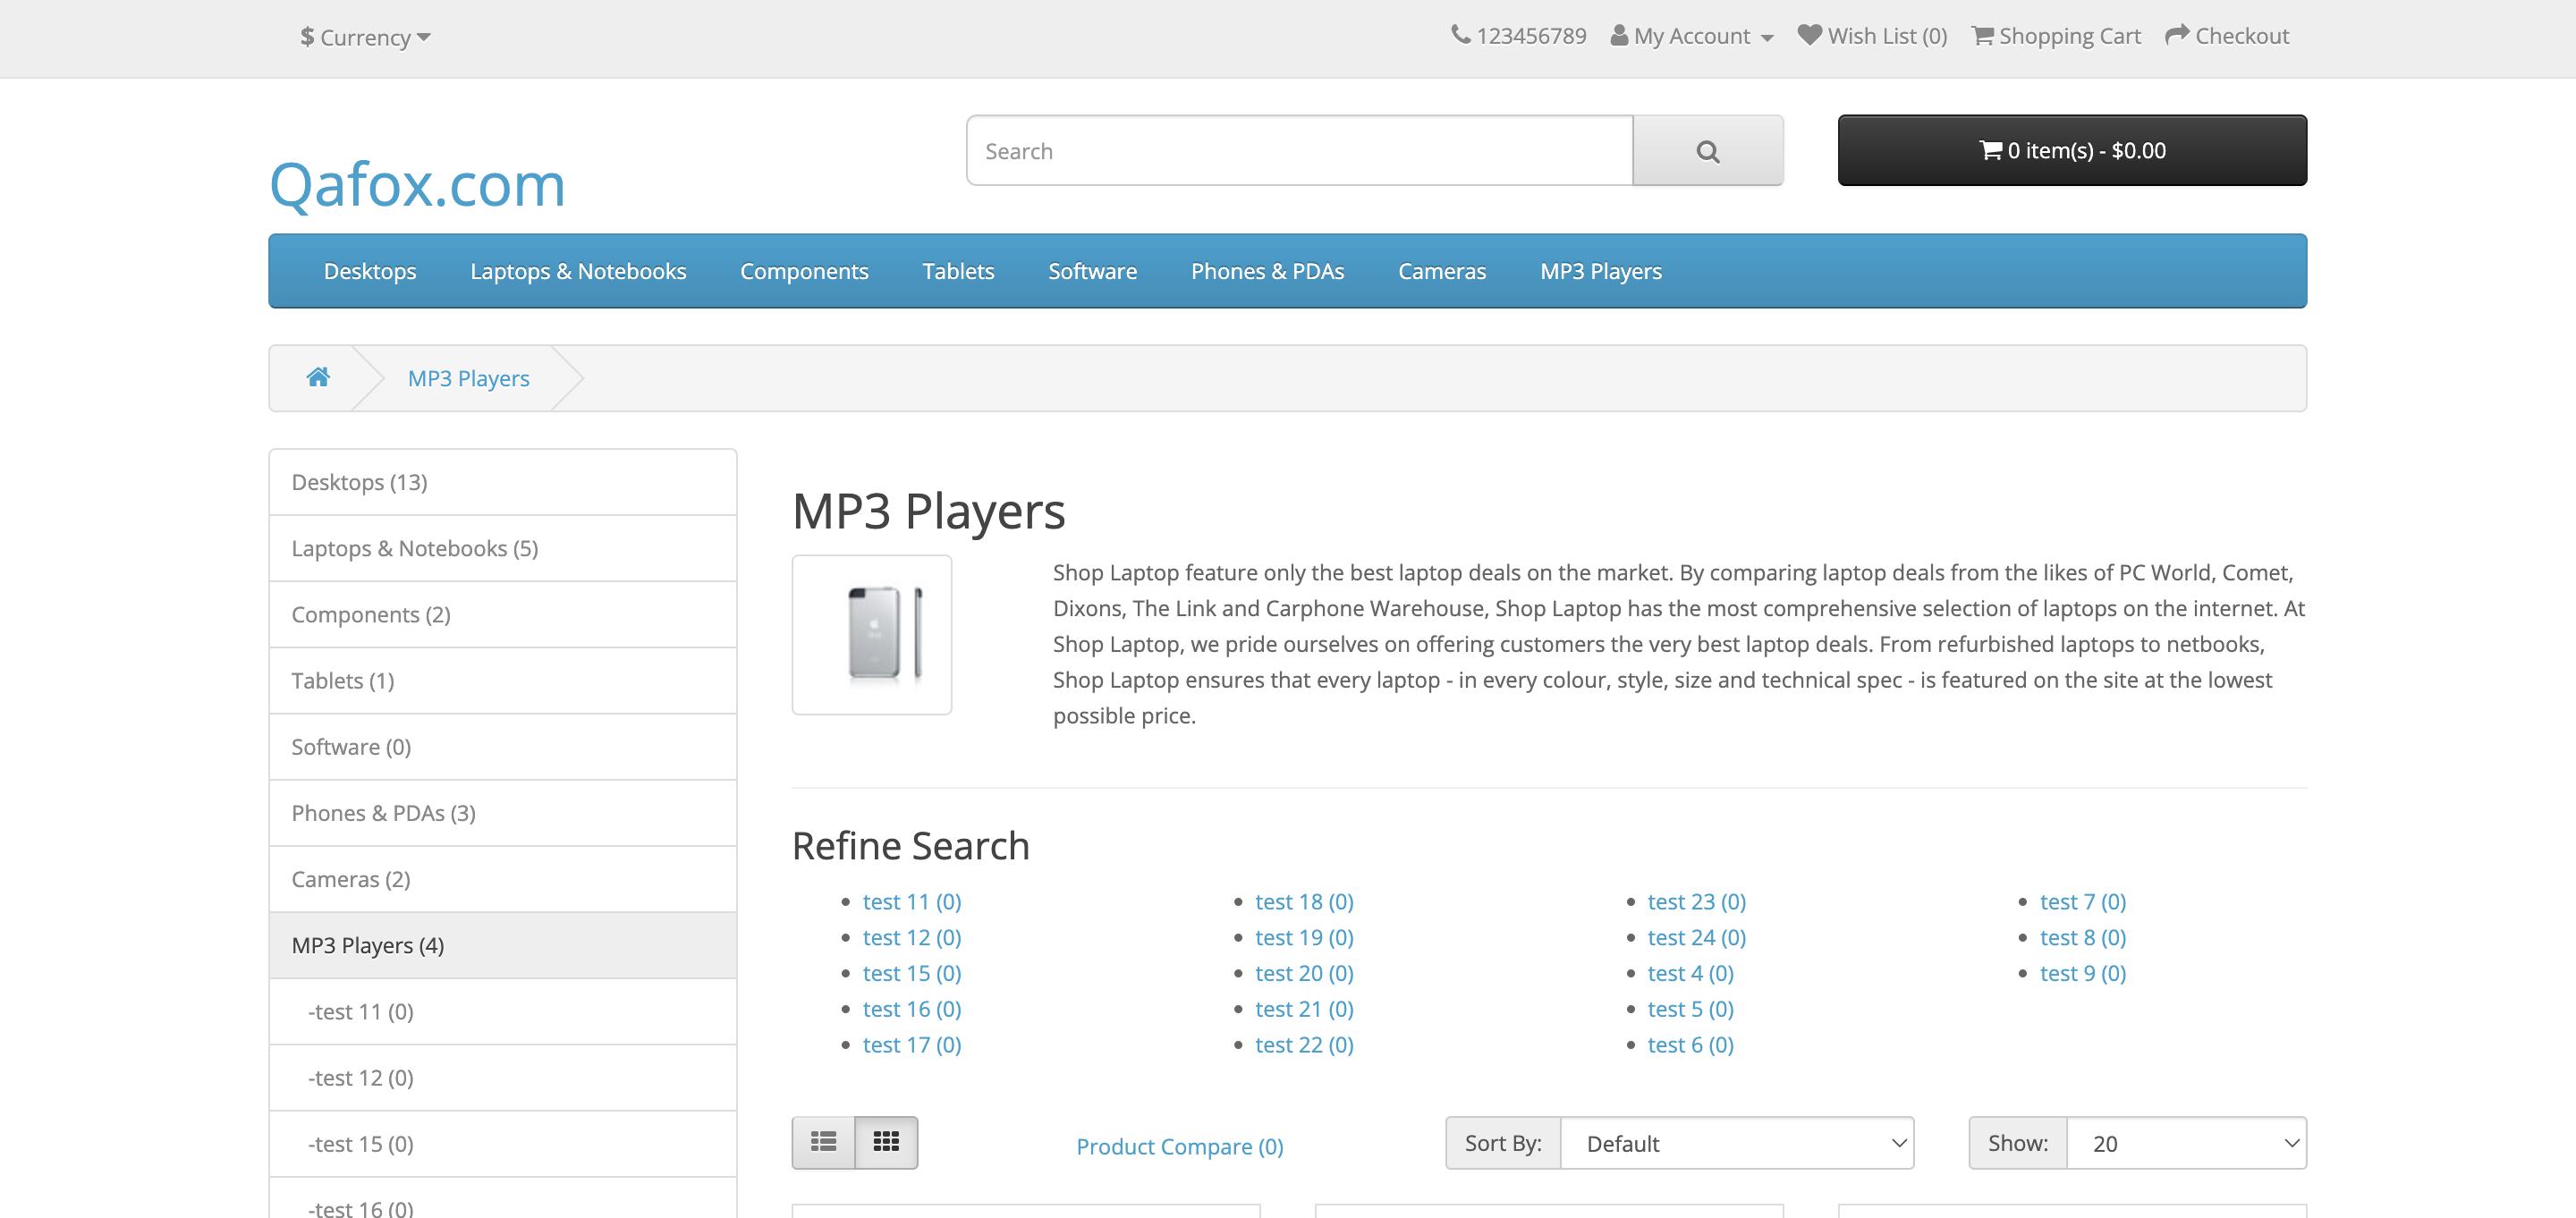 $ Currency
123456789 My Account Wish List (0) Shopping Cart Checkout
Qafox.com
Search
0 item(s) - $0.00
Desktops Laptops & Notebooks Components Tablets Software Phones & PDAs Cameras MP3 Players
MP3 Players
Desktops (13)
Laptops & Notebooks (5)
Components (2)
Tablets (1)
Software (0)
Phones & PDAs (3)
Cameras (2)
MP3 Players (4)
-test 11 (0)
-test 12 (0)
-test 15 (0)
-test 16 (0)
MP3 Players
Shop Laptop feature only the best laptop deals on the market. By comparing laptop deals from the likes of PC World, Comet,
Dixons, The Link and Carphone Warehouse, Shop Laptop has the most comprehensive selection of laptops on the internet. At
Shop Laptop, we pride ourselves on offering customers the very best laptop deals. From refurbished laptops to netbooks,
Shop Laptop ensures that every laptop - in every colour, style, size and technical spec - is featured on the site at the lowest
possible price.
Refine Search
test 11 (0)
test 12 (0)
test 15 (0)
test 16 (0)
test 17 (0)
test 18 (0)
test 19 (0)
test 20 (0)
test 21 (0)
test 22 (0)
test 23 (0)
test 24 (0)
test 4 (0)
test 5 (0)
test 6 (0)
test 7 (0)
test 8 (0)
test 9 (0)
Product Compare (0)
Sort By: Default
Show: 20